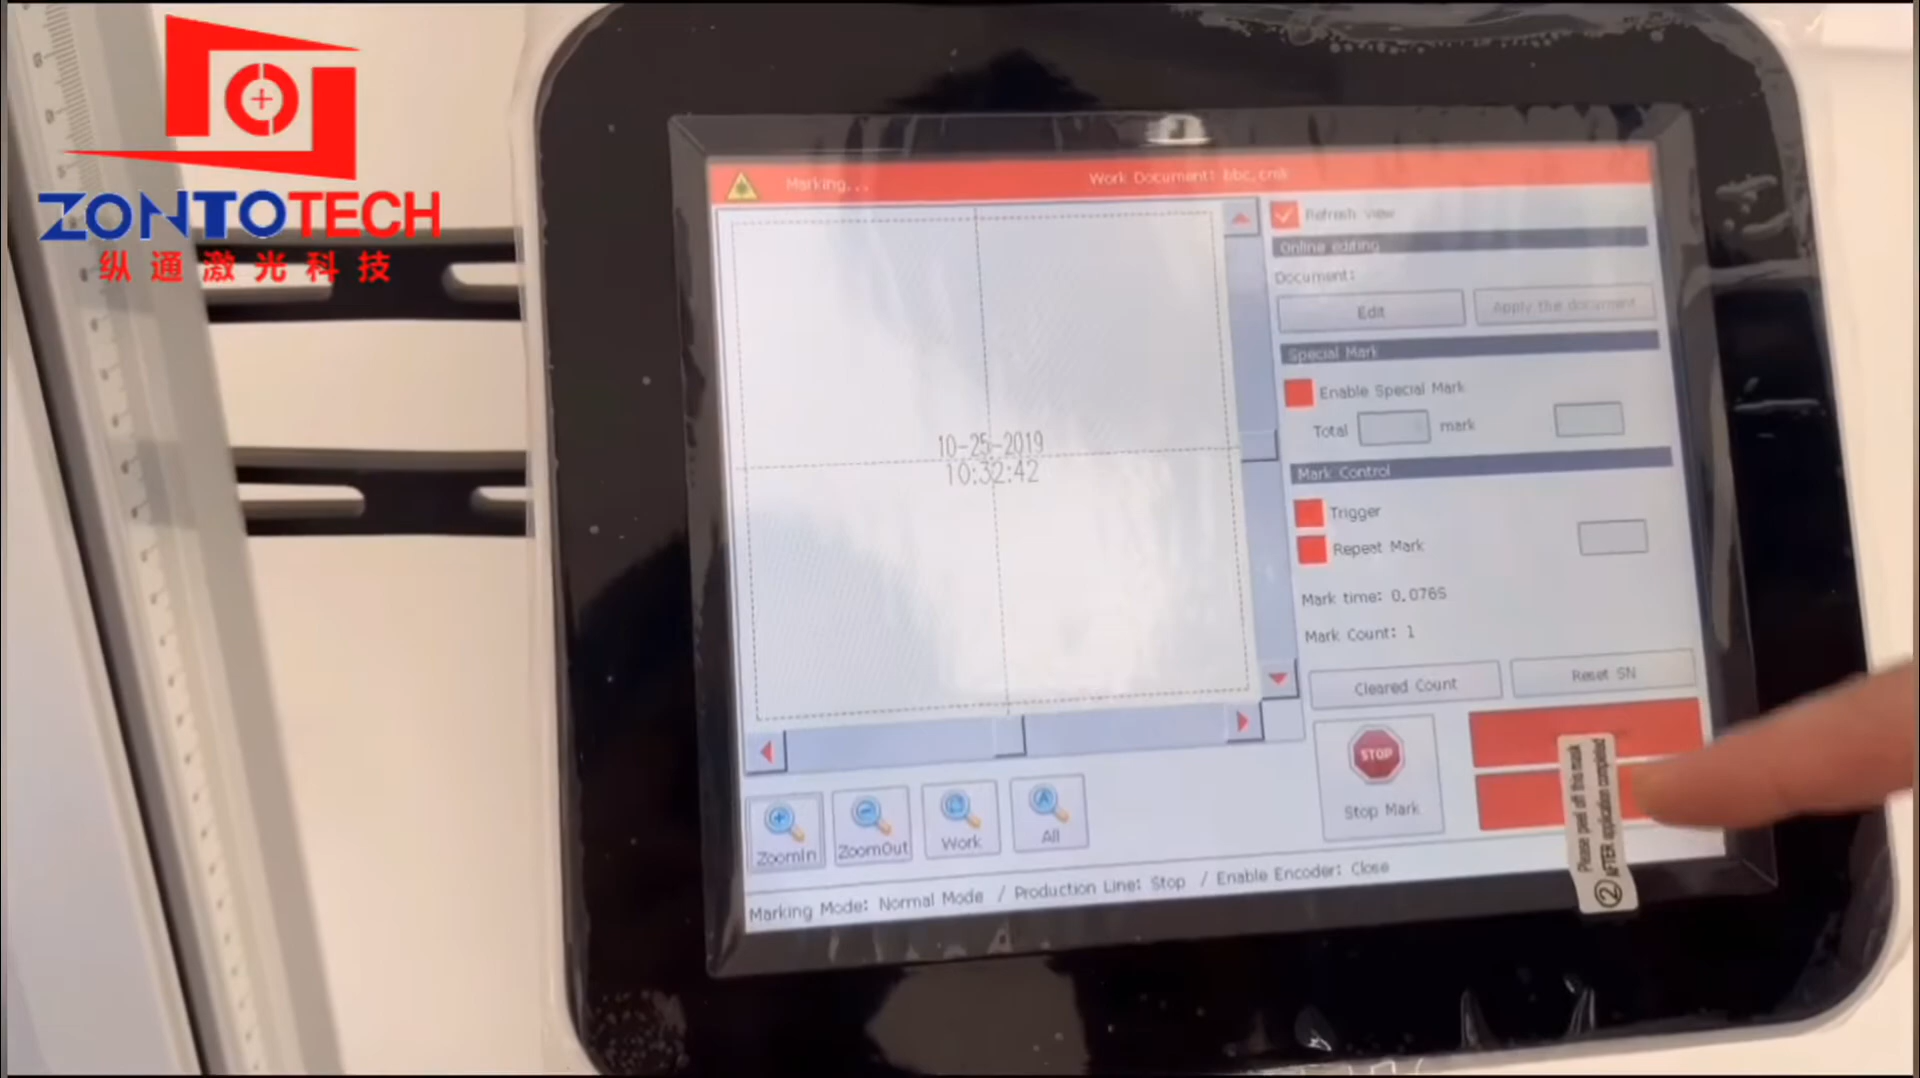 ZONTOTECH
纵通激光科技
Marking...
Work Document: bbc.cmk
Refresh view
Online editing
Document:
Edit
Apply the document
Special Mark
Enable Special Mark
Total
mark
10-25-2019
10:32:42
Mark Control
Trigger
Repeat Mark
Mark time: 0.076S
Mark Count: 1
Cleared Count
Reset SN
STOP
Stop Mark
ZoomIn
ZoomOut
Work
All
Marking Mode: Normal Mode / Production Line: Stop / Enable Encoder: Close
Please peel off this mask
② AFTER application completed